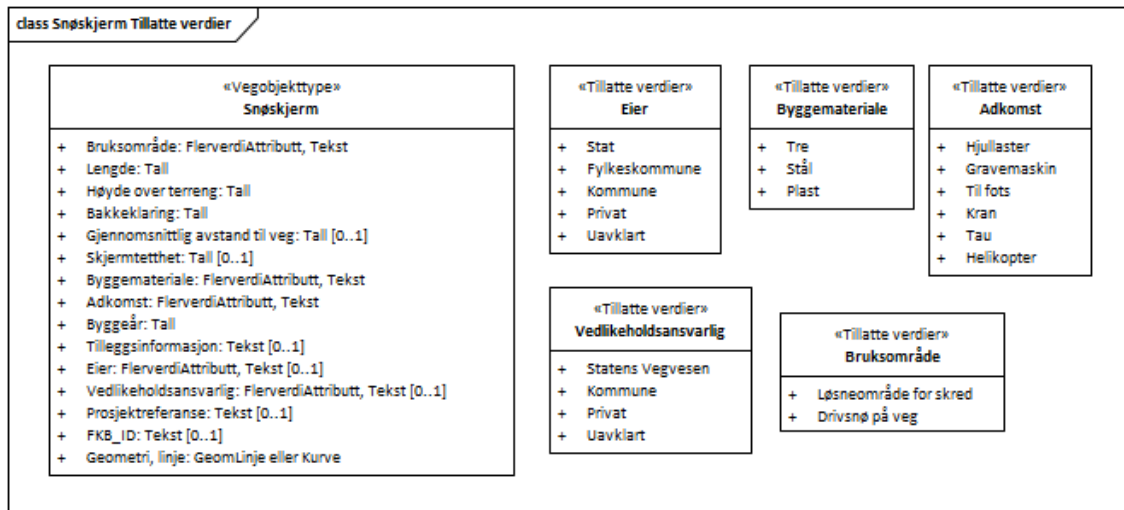 class Snøskjerm Tillatte verdier
«Vegobjekttype»
Snøskjerm
+ Bruksområde: FlerverdiAttributt, Tekst
+ Lengde: Tall
+ Høyde over terreng: Tall
+ Bakkeklaring: Tall
+ Gjennomsnittlig avstand til veg: Tall [0..1]
+ Skjermtetthet: Tall [0..1]
+ Byggemateriale: FlerverdiAttributt, Tekst
+ Adkomst: FlerverdiAttributt, Tekst
+ Byggeår: Tall
+ Tilleggsinformasjon: Tekst [0..1]
+ Eier: FlerverdiAttributt, Tekst [0..1]
+ Vedlikeholdsansvarlig: FlerverdiAttributt, Tekst [0..1]
+ Prosjektreferanse: Tekst [0..1]
+ FKB_ID: Tekst [0..1]
+ Geometri, linje: GeomLinje eller Kurve
«Tillatte verdier»
Eier
+ Stat
+ Fylkeskommune
+ Kommune
+ Privat
+ Uavklart
«Tillatte verdier»
Byggemateriale
+ Tre
+ Stål
+ Plast
«Tillatte verdier»
Adkomst
+ Hjullaster
+ Gravemaskin
+ Til fots
+ Kran
+ Tau
+ Helikopter
«Tillatte verdier»
Vedlikeholdsansvarlig
+ Statens Vegvesen
+ Kommune
+ Privat
+ Uavklart
«Tillatte verdier»
Bruksområde
+ Løsneområde for skred
+ Drivsnø på veg